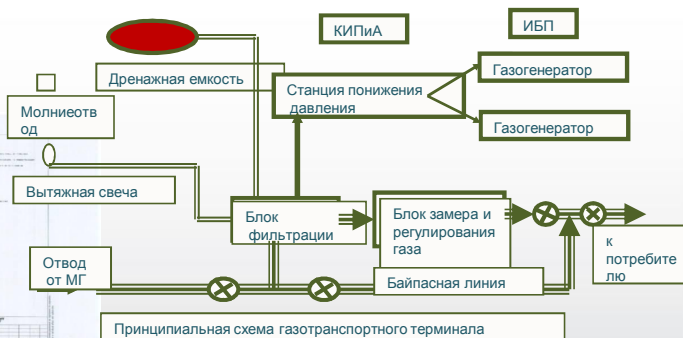 КИПиА
ИБП
Дренажная емкость
Станция понижения
давления
Газогенератор
Газогенератор
Молниеотв
од
Вытяжная свеча
Блок
фильтрации
Блок замера и
регулирования
газа
к
потребите
лю
Отвод
от МГ
Байпасная линия
Принципиальная схема газотранспортного терминала